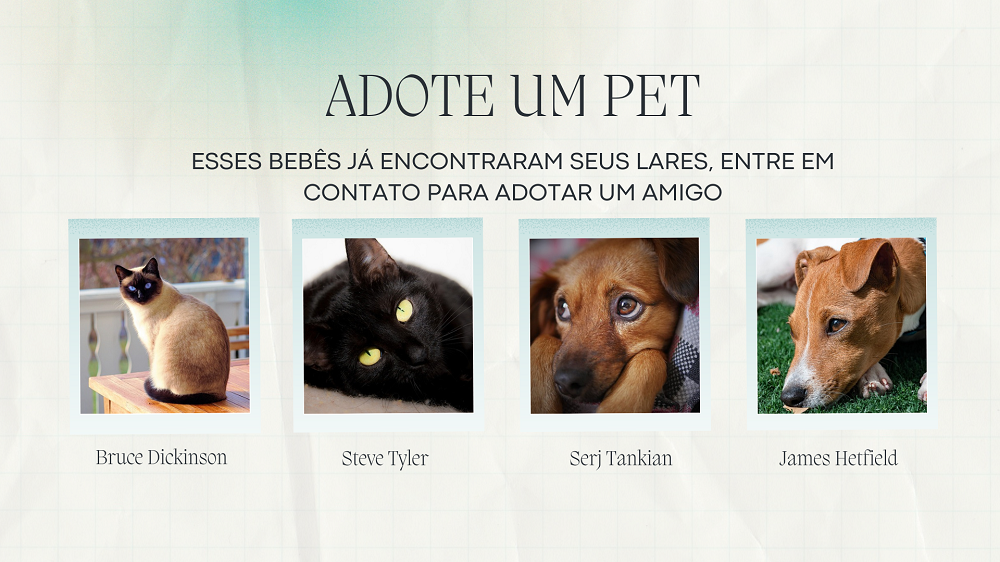 ADOTE UM PET
ESSES BEBÊS JÁ ENCONTRARAM SEUS LARES, ENTRE EM
CONTATO PARA ADOTAR UM AMIGO
Bruce Dickinson
Steve Tyler
Serj Tankian
James Hetfield